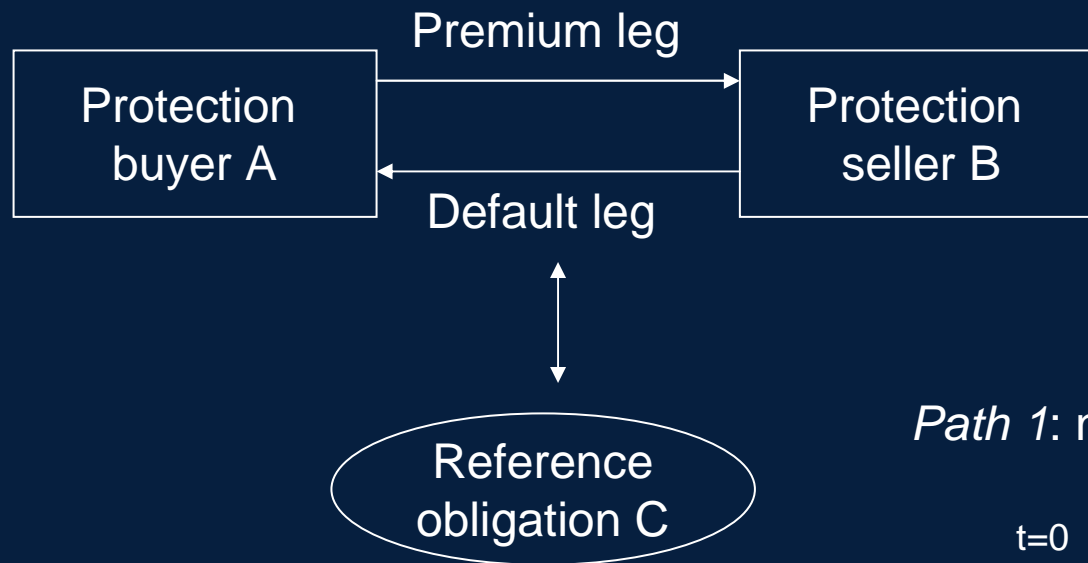 Premium leg
Protection
buyer A
Protection
seller B
Default leg
Reference
obligation C
Path 1:
t=0